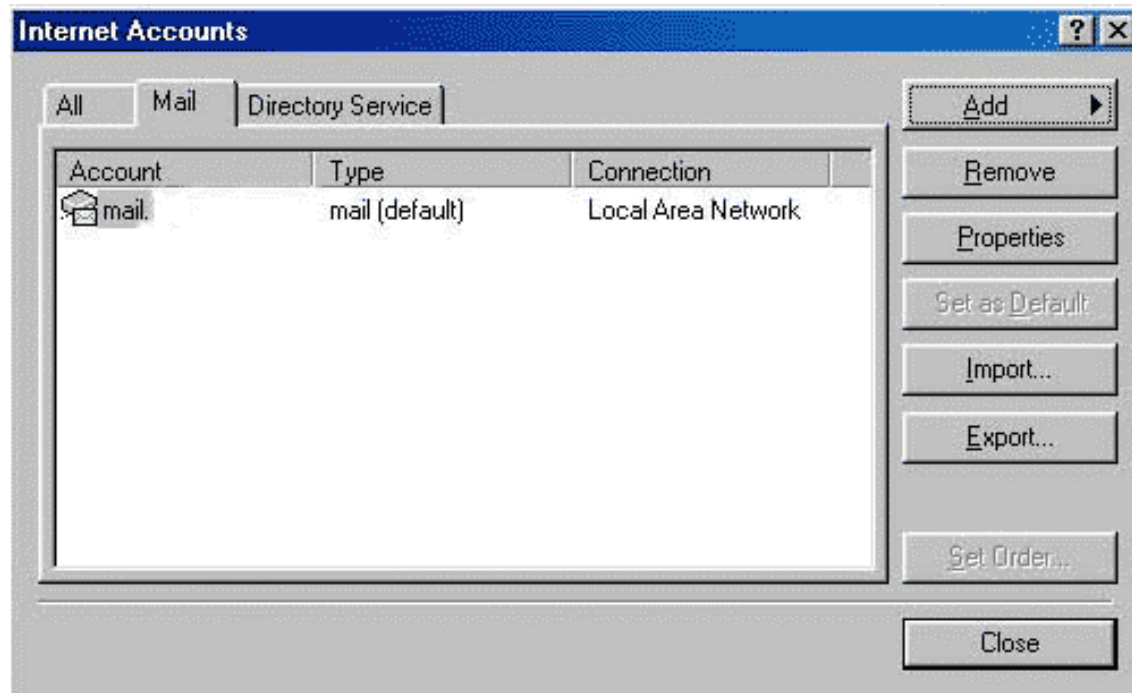 Internet Accounts
All Mail Directory Service
Add
Account Type Connection
Remove
mail. mail (default) Local Area Network
Properties
Set as Default
Import...
Export...
Set Order...
Close